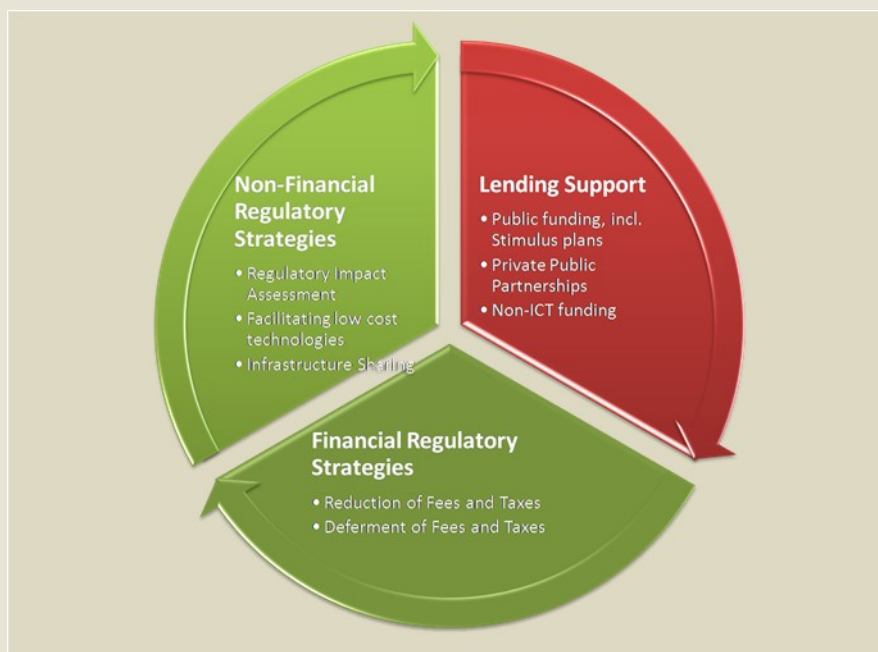 Non-Financial
Regulatory
Strategies
• Regulatory Impact
Assessment
• Facilitating low cost
technologies
• Infrastructure Sharing
Lending Support
• Public funding, incl.
Stimulus plans
• Private Public
Partnerships
• Non-ICT funding
Financial Regulatory
Strategies
• Reduction of Fees and Taxes
• Deferment of Fees and Taxes